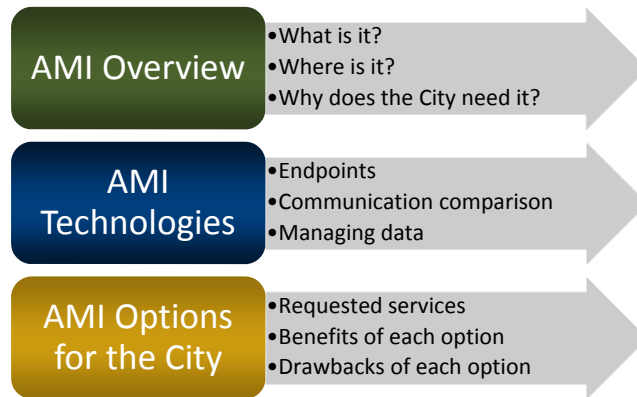 AMI Overview
•What is it?
•Where is it?
•Why does the City need it?
AMI
Technologies
•Endpoints
•Communication comparison
•Managing data
AMI Options
for the City
•Requested services
•Benefits of each option
•Drawbacks of each option